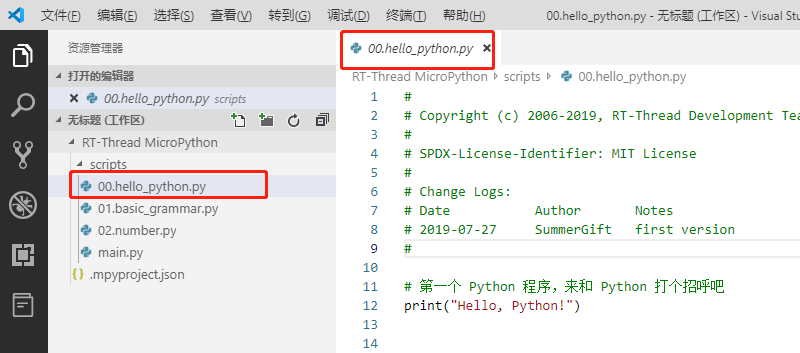 文件(F) 编辑(E) 选择(S) 查看(V) 转到(G) 调试(D) 终端(T) 帮助(H) 00.hello_python.py - 无标题 (工作区) - Visual Stu
资源管理器
打开的编辑器
00.hello_python.py scripts
无标题 (工作区)
RT-Thread MicroPython
scripts
00.hello_python.py
01.basic_grammar.py
02.number.py
main.py
{} .mpyproject.json
00.hello_python.py
RT-Thread MicroPython scripts 00.hello_python.py
1 #
2 # Copyright (c) 2006-2019, RT-Thread Development Tea
3 #
4 # SPDX-License-Identifier: MIT License
5 #
6 # Change Logs:
7 # Date Author Notes
8 # 2019-07-27 SummerGift first version
9 #
10
11 # 第一个 Python 程序，来和 Python 打个招呼吧
12 print("Hello, Python!")
13
14